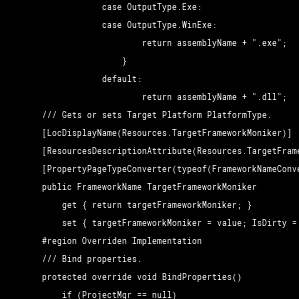 case OutputType.Exe:
case OutputType.WinExe:
return assemblyName + ".exe";
}
default:
return assemblyName + ".dll";
/// Gets or sets Target Platform PlatformType.
[LocDisplayName(Resources.TargetFrameworkMoniker)]
[ResourcesDescriptionAttribute(Resources.TargetFrame
[PropertyPageTypeConverter(typeof(FrameworkNameConve
public FrameworkName TargetFrameworkMoniker
get { return targetFrameworkMoniker; }
set { targetFrameworkMoniker = value; IsDirty =
#region Overriden Implementation
/// Bind properties.
protected override void BindProperties()
if (ProjectMgr == null)